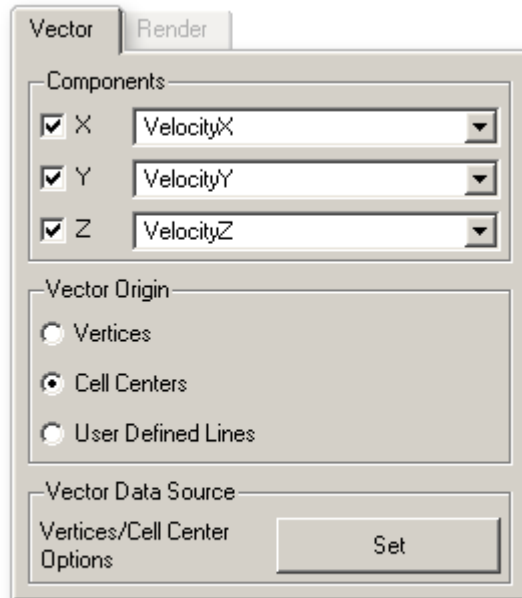 Vector Render
Components
X VelocityX
Y VelocityY
Z VelocityZ
Vector Origin
Vertices
Cell Centers
User Defined Lines
Vector Data Source
Vertices/Cell Center
Options
Set